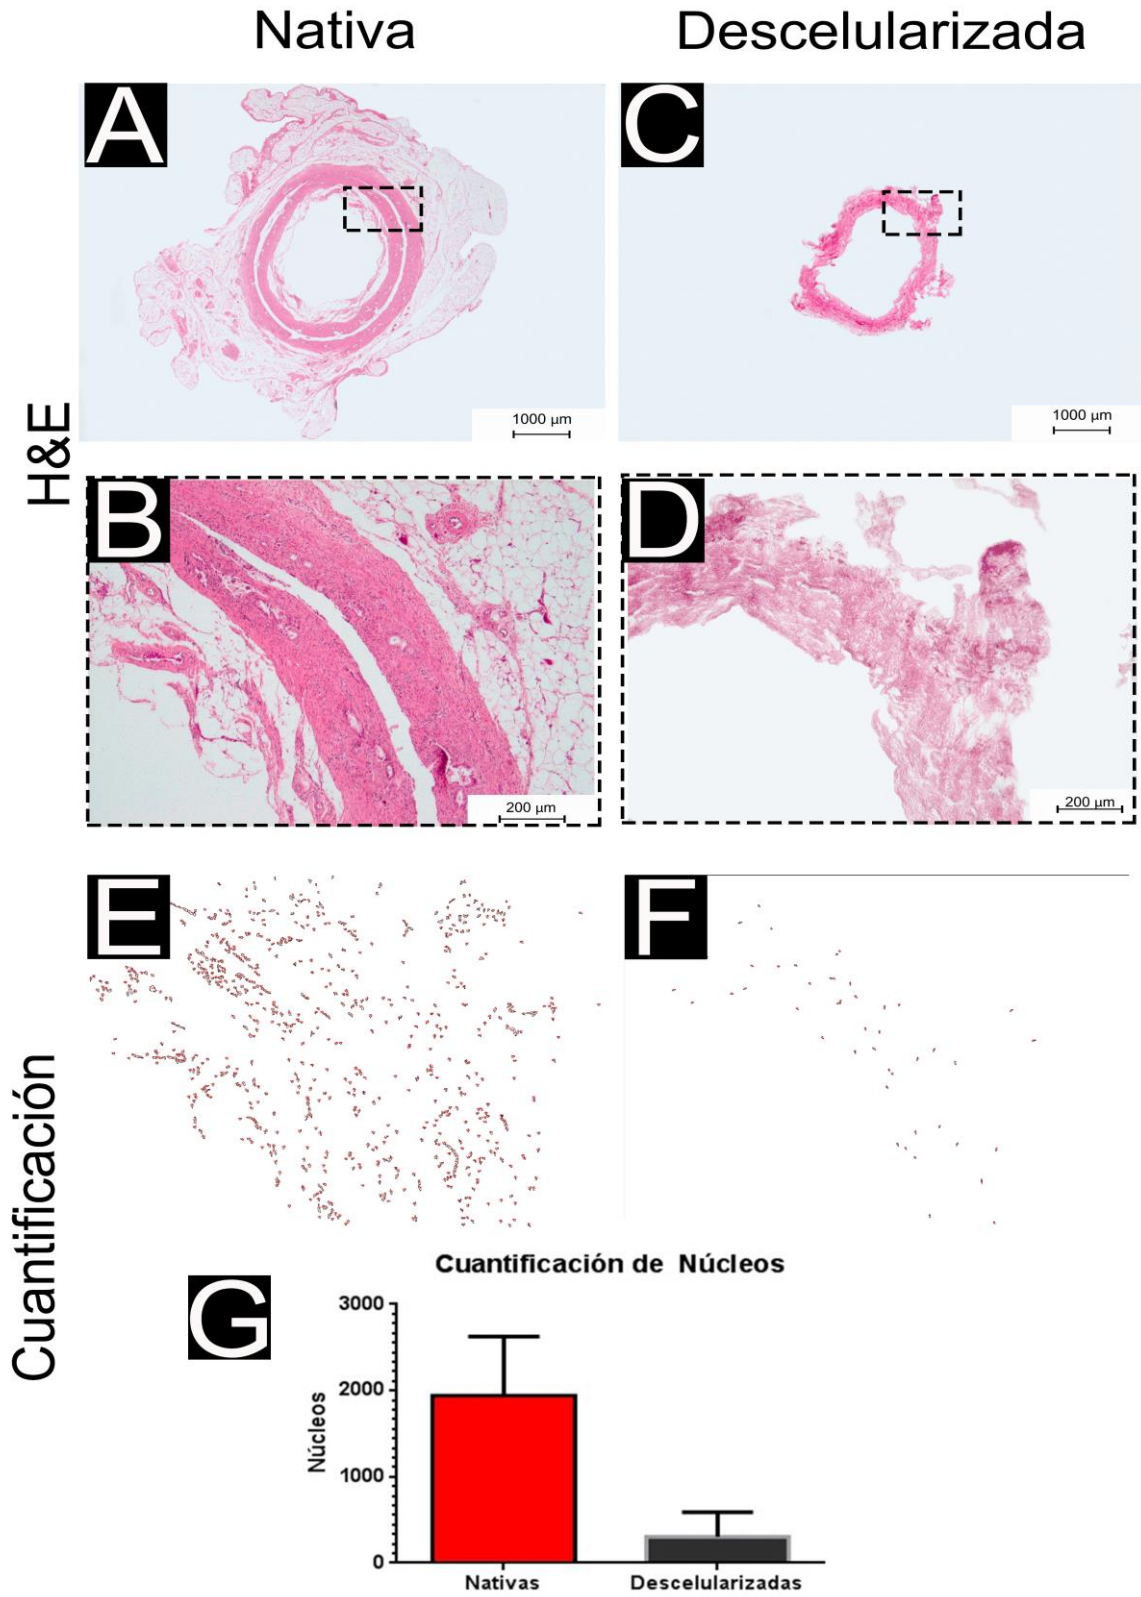 Nativa
Descelularizada
A
C
1000 µm
1000 µm
H&E
B
D
200 µm
200 µm
E
F
Cuantificación
Cuantificación de Núcleos
G
3000
2000
1000
0
Núcleos
Nativas
Descelularizadas